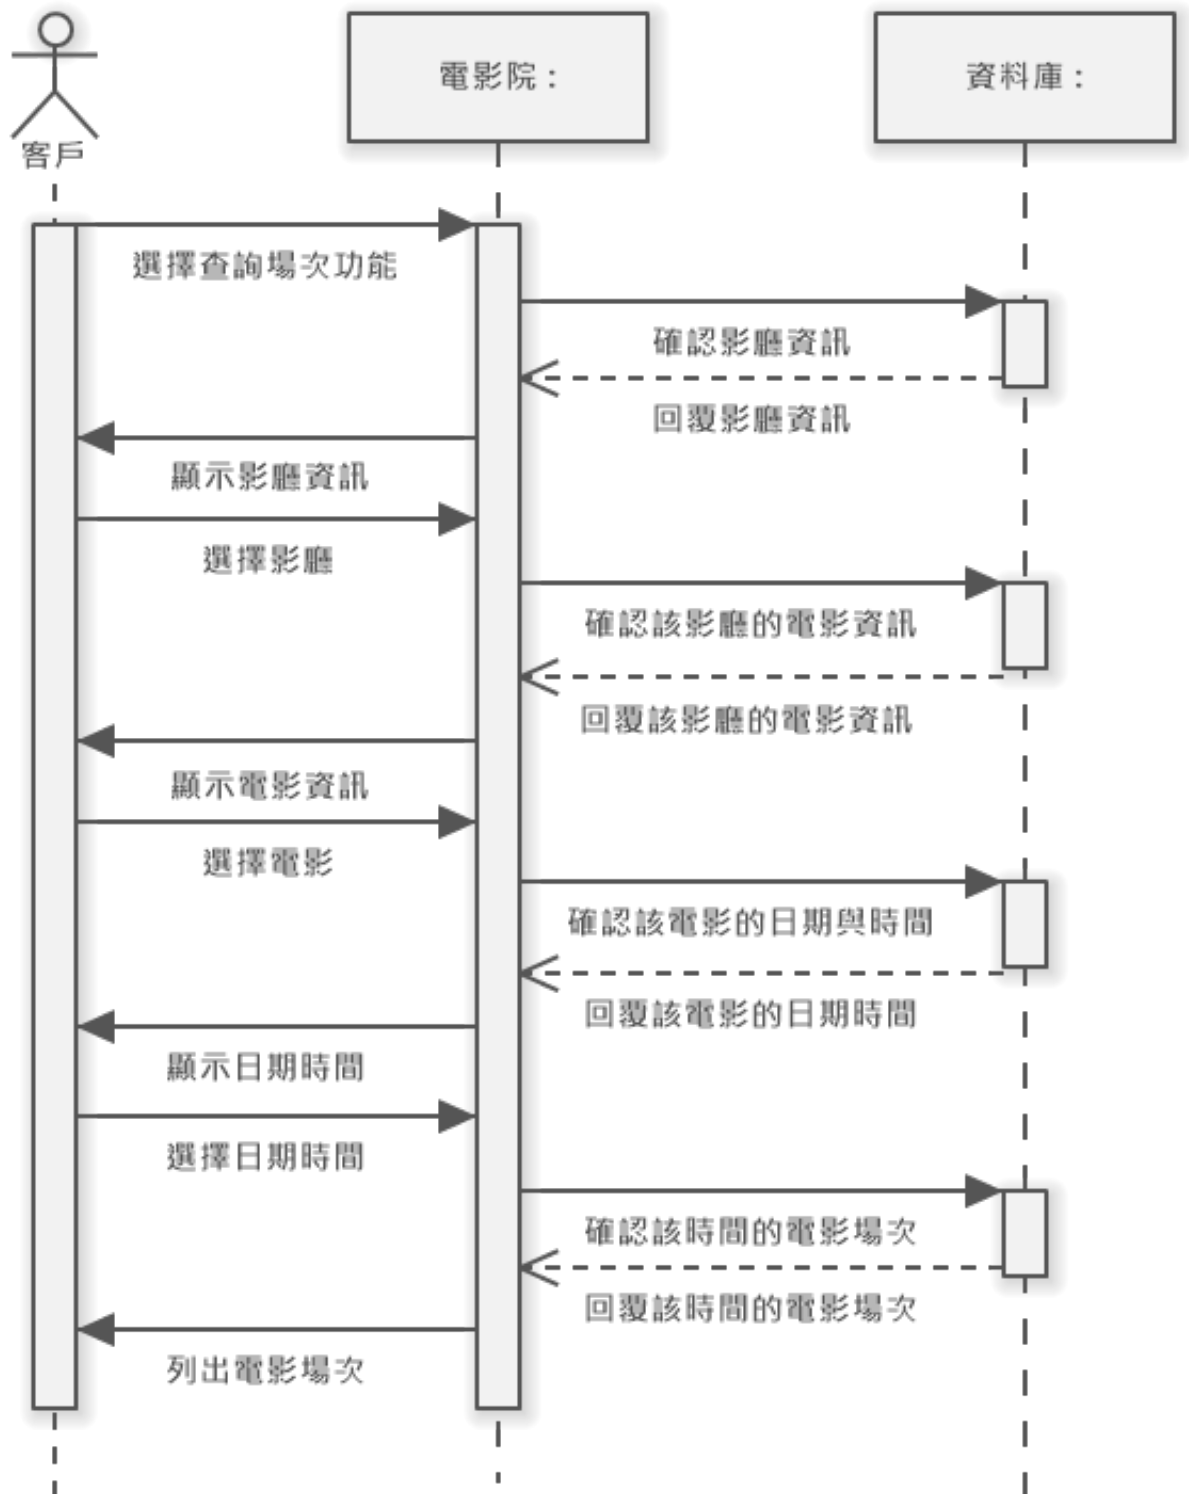 電影院：
資料庫：
客戶
選擇查詢場次功能
確認影廳資訊
回覆影廳資訊
顯示影廳資訊
選擇影廳
確認該影廳的電影資訊
回覆該影廳的電影資訊
顯示電影資訊
選擇電影
確認該電影的日期與時間
回覆該電影的日期時間
顯示日期時間
選擇日期時間
確認該時間的電影場次
回覆該時間的電影場次
列出電影場次